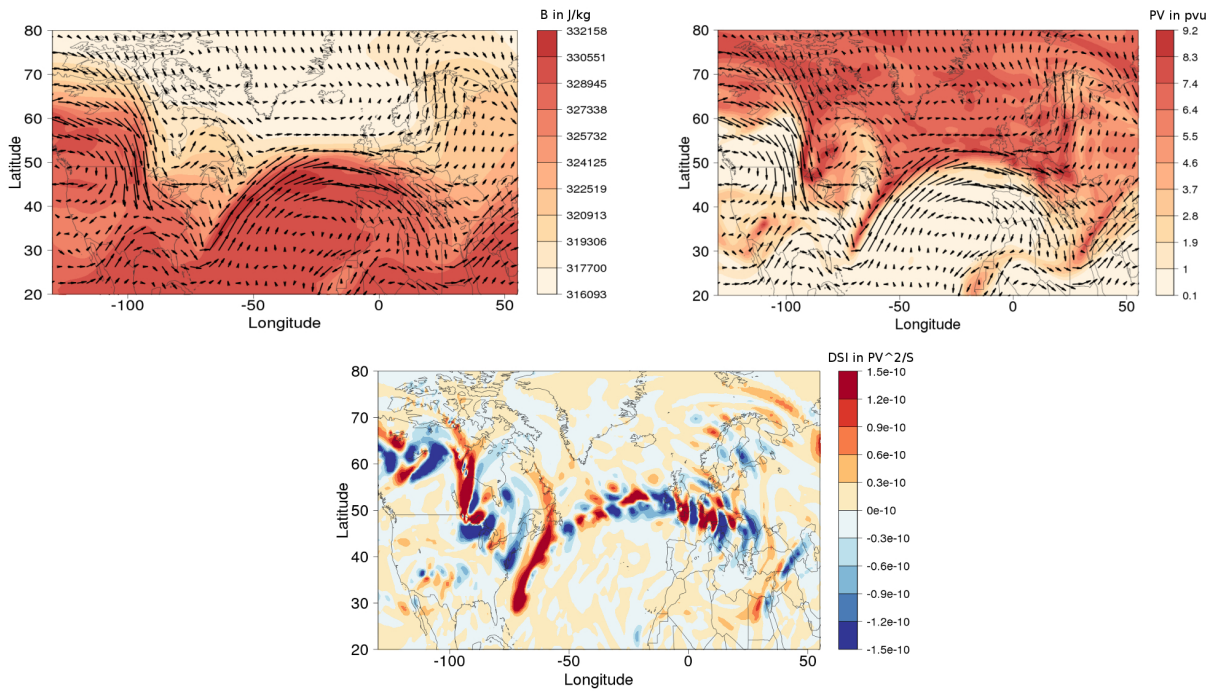 B in J/kg
80
70
60
50
40
30
20
Latitude
-100
-50
0
50
Longitude
332158
330551
328945
327338
325732
324125
322519
320913
319306
317700
316093
PV in pvu
80
70
60
50
40
30
20
Latitude
-100
-50
0
50
Longitude
9.2
8.3
7.4
6.4
5.5
4.6
3.7
2.8
1.9
1
0.1
DSI in PV^2/S
80
70
60
50
40
30
20
Latitude
-100
-50
0
50
Longitude
1.5e-10
1.2e-10
0.9e-10
0.6e-10
0.3e-10
0e-10
-0.3e-10
-0.6e-10
-0.9e-10
-1.2e-10
-1.5e-10